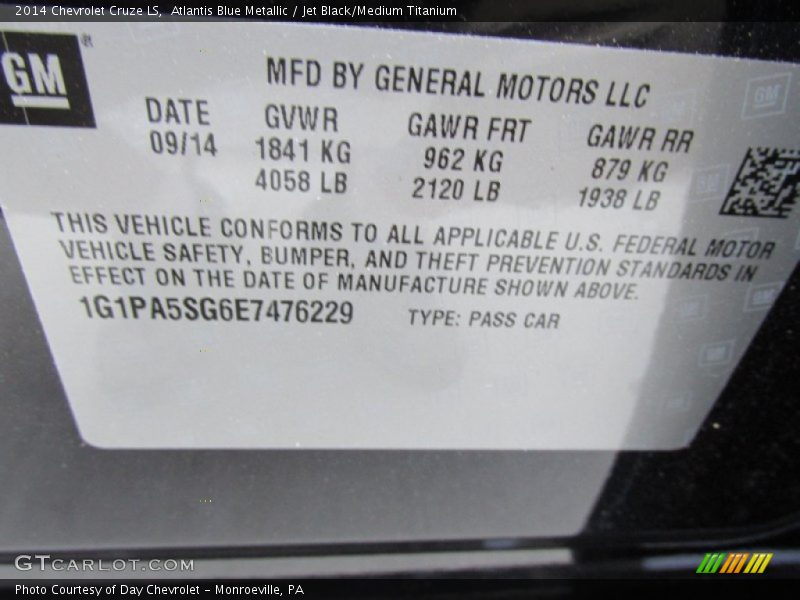 2014 Chevrolet Cruze LS,  Atlantis Blue Metallic / Jet Black/Medium Titanium
GM
MFD BY GENERAL MOTORS LLC
DATE GVWR GAWR FRT GAWR RR
09/14 1841 KG 962 KG 879 KG
4058 LB 2120 LB 1938 LB
THIS VEHICLE CONFORMS TO ALL APPLICABLE U.S. FEDERAL MOTOR
VEHICLE SAFETY, BUMPER, AND THEFT PREVENTION STANDARDS IN
EFFECT ON THE DATE OF MANUFACTURE SHOWN ABOVE.
1G1PA5SG6E7476229 TYPE: PASS CAR
GTCARLOT.COM
Photo Courtesy of Day Chevrolet - Monroeville, PA